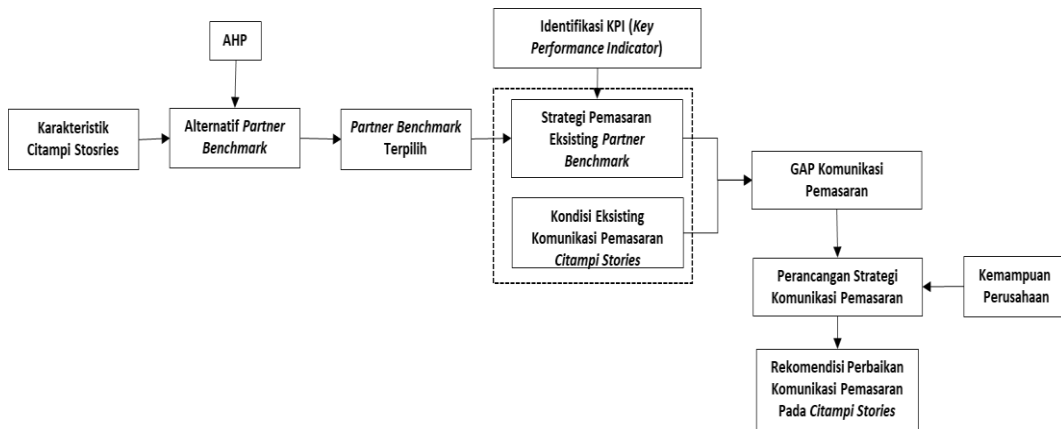 AHP
Identifikasi KPI (Key
Performance Indicator)
Karakteristik
Citampi Stosries
Alternatif Partner
Benchmark
Partner Benchmark
Terpilih
Strategi Pemasaran
Eksisting Partner
Benchmark
Kondisi Eksisting
Komunikasi Pemasaran
Citampi Stories
GAP Komunikasi
Pemasaran
Perancangan Strategi
Komunikasi Pemasaran
Kemampuan
Perusahaan
Rekomendisi Perbaikan
Komunikasi Pemasaran
Pada Citampi Stories